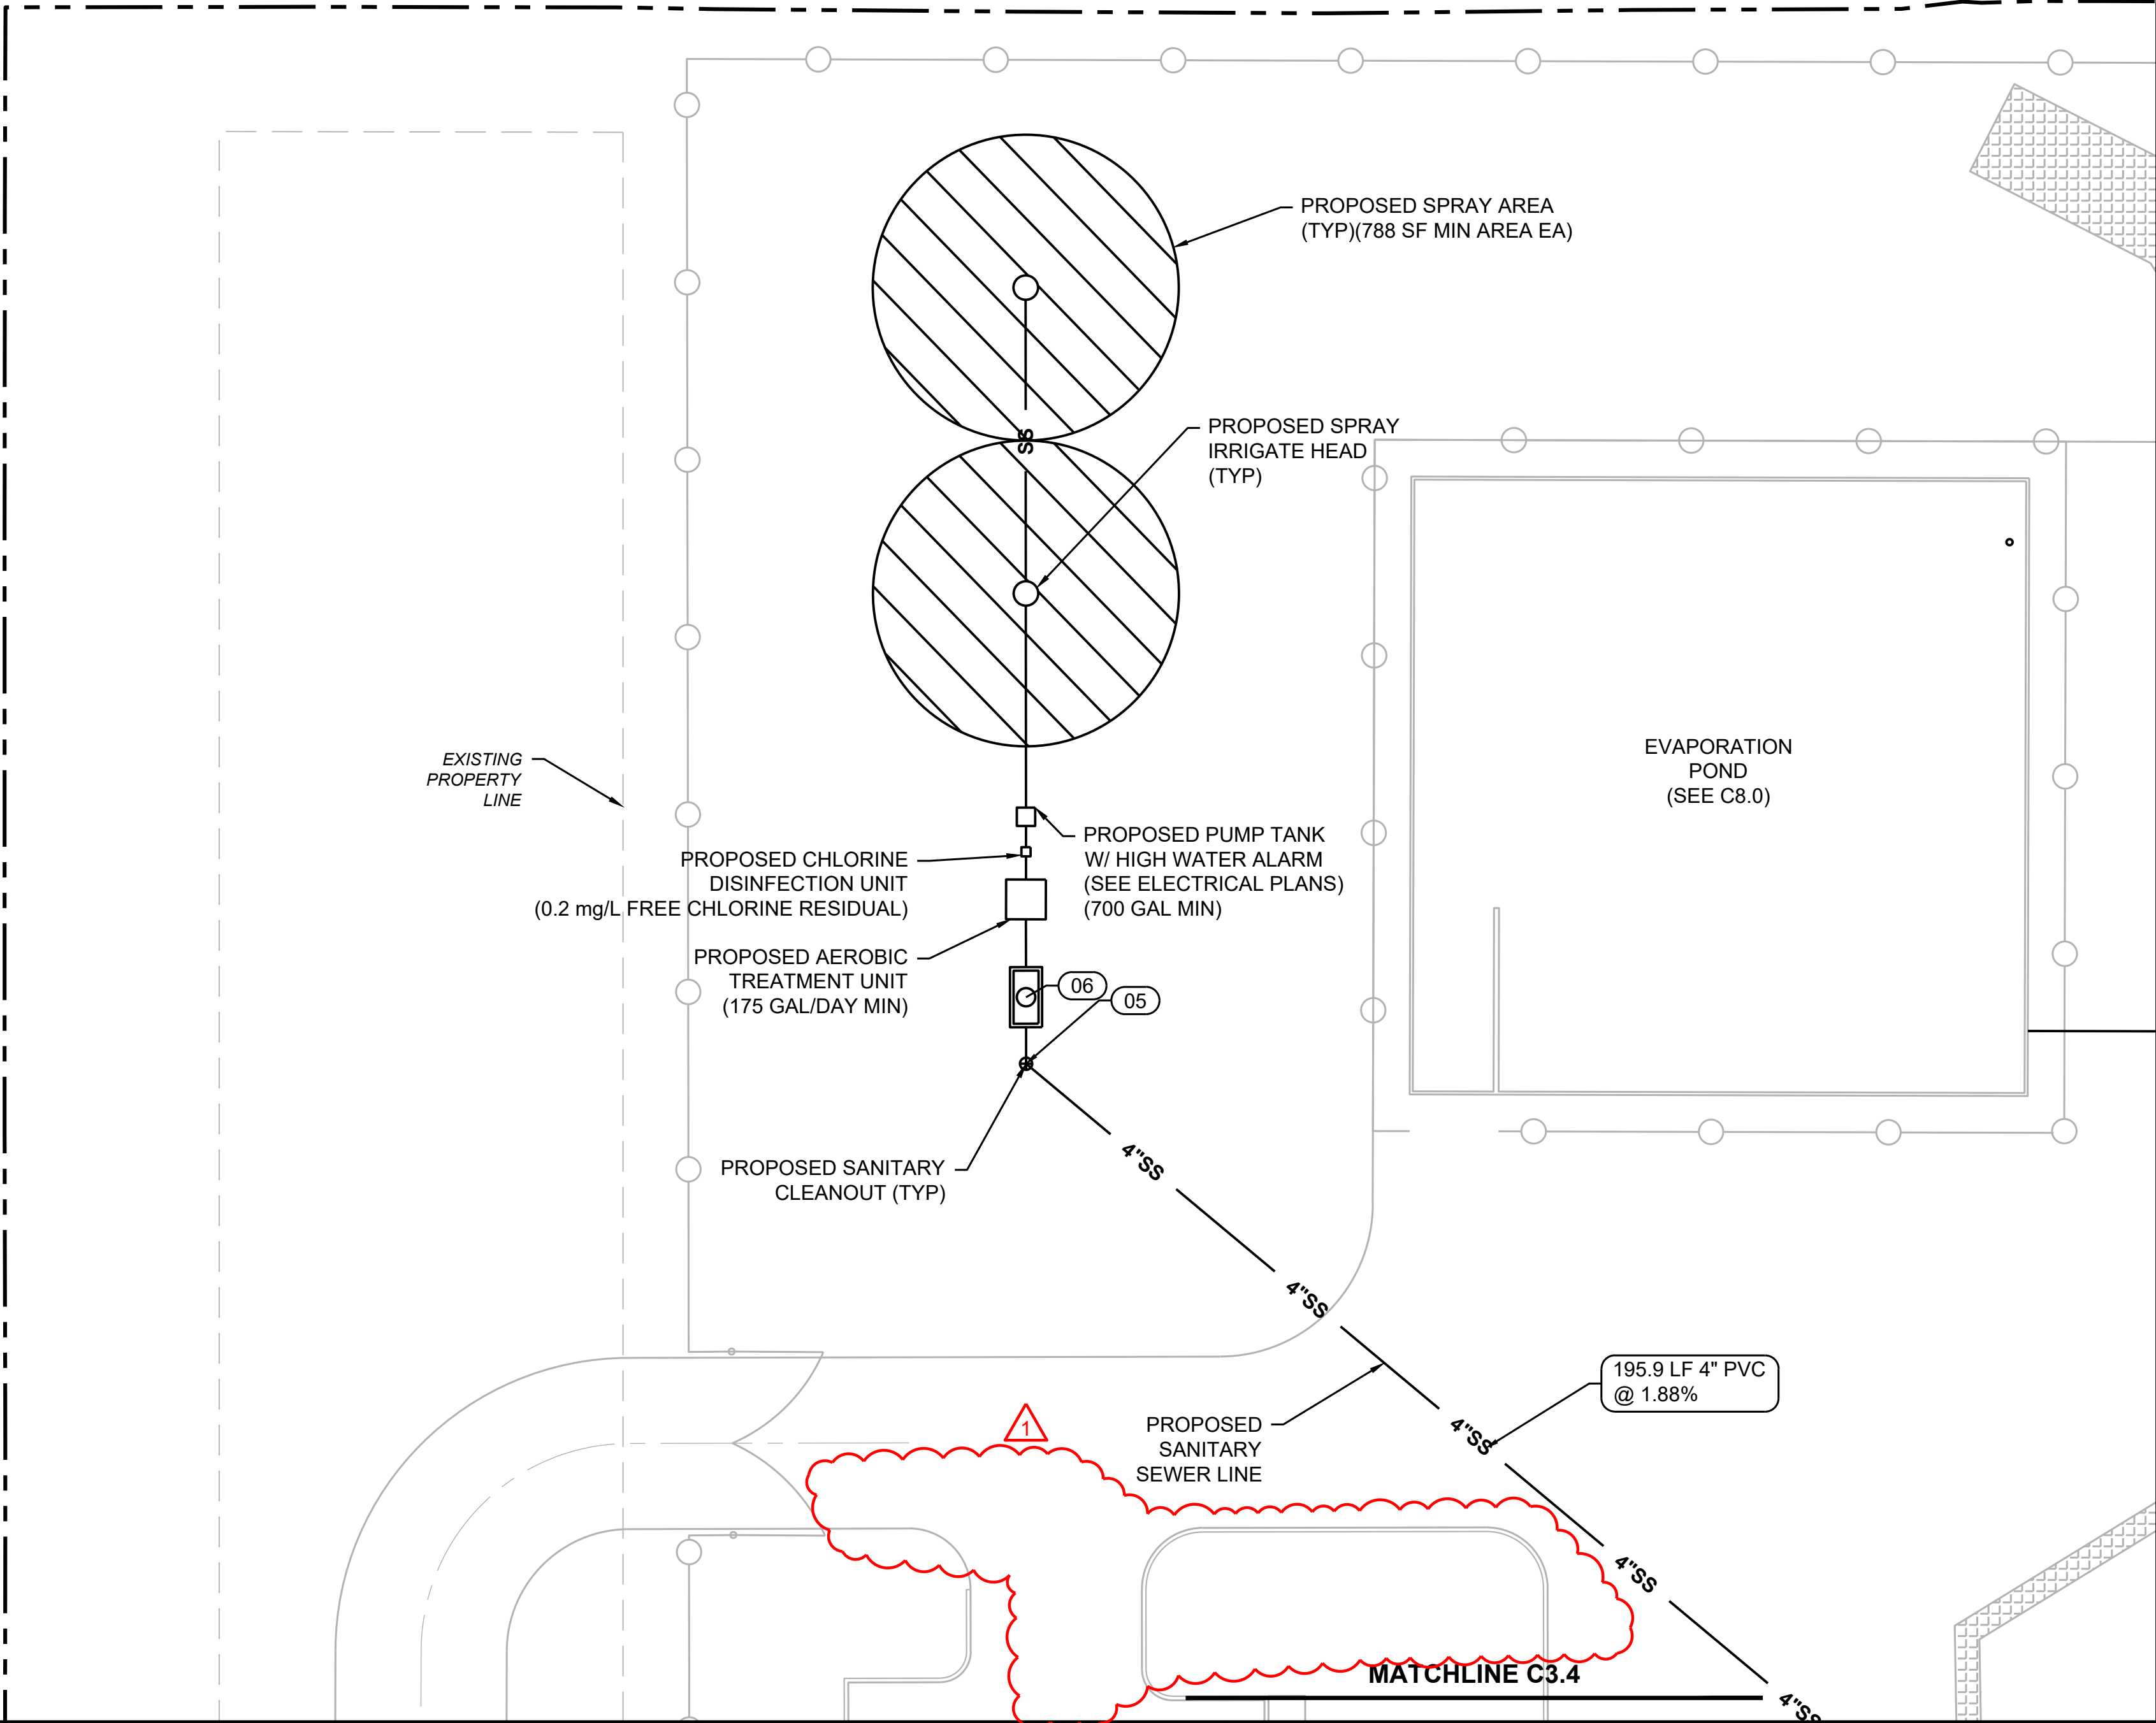 PROPOSED SPRAY AREA
(TYP)(788 SF MIN AREA EA)
PROPOSED SPRAY
IRRIGATE HEAD
(TYP)
EXISTING
PROPERTY
LINE
EVAPORATION
POND
(SEE C8.0)
PROPOSED PUMP TANK
W/ HIGH WATER ALARM
(SEE ELECTRICAL PLANS)
(700 GAL MIN)
PROPOSED CHLORINE
DISINFECTION UNIT
(0.2 mg/L FREE CHLORINE RESIDUAL)
PROPOSED AEROBIC
TREATMENT UNIT
(175 GAL/DAY MIN)
06
05
PROPOSED SANITARY
CLEANOUT (TYP)
4"SS
4"SS
195.9 LF 4" PVC
@ 1.88%
1
PROPOSED
SANITARY
SEWER LINE
4"SS
4"SS
MATCHLINE C3.4
4"SS